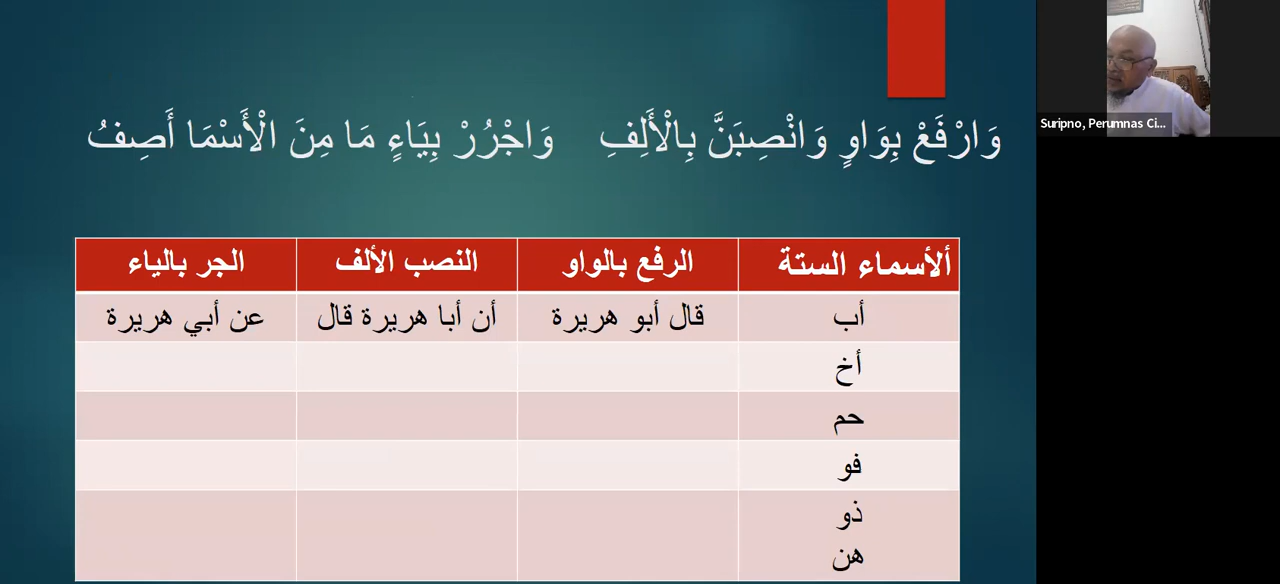 وَارْفَعْ بِوَاوٍ وَانْصِبَنَّ بِالْأَلِفِ وَاجْرُرْ بِيَاءٍ مَا مِنَ الْأَسْمَا أَصِفُ
ألأسماء الستة الرفع بالواو النصب الألف الجر بالياء
أب قال أبو هريرة أن أبا هريرة قال عن أبي هريرة
أخ
حم
فو
ذو
هن
Suripno, Perumnas Ci...